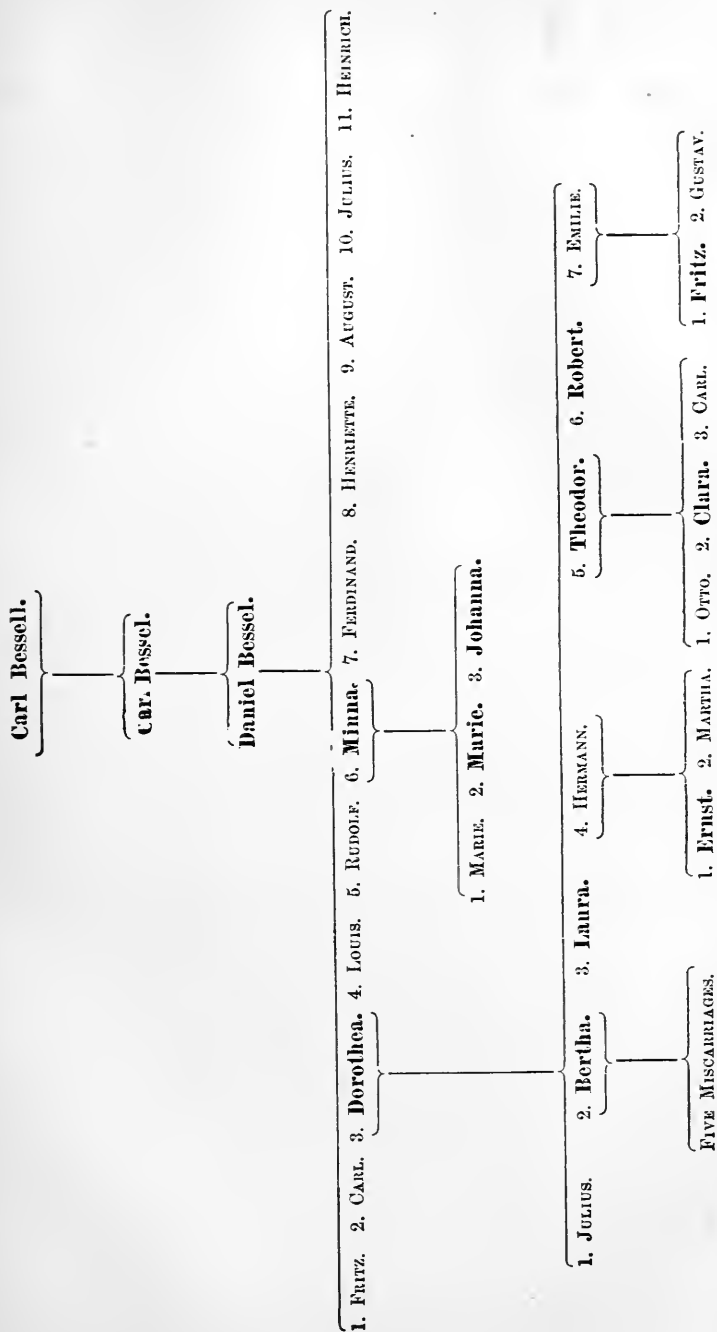 Carl Bessell.
Car. Bessel.
Daniel Bessel.
1. FRITZ. 2. CARL. 3. Dorothea. 4. LOUIS. 5. RUDOLF. 6. Minna. 7. FERDINAND. 8. HENRIETTE. 9. AUGUST. 10. JULIUS. 11. HEINRICH.
1. MARIE. 2. Marie. 3. Johanna.
1. JULIUS. 2. Bertha. 3. Laura. 4. HERMANN. 5. Theodor. 6. Robert. 7. EMILIE.
FIVE MISCARRIAGES. 1. Ernst. 2. MARTHA. 1. OTTO. 2. Clara. 3. CARL. 1. Fritz. 2. GUSTAV.